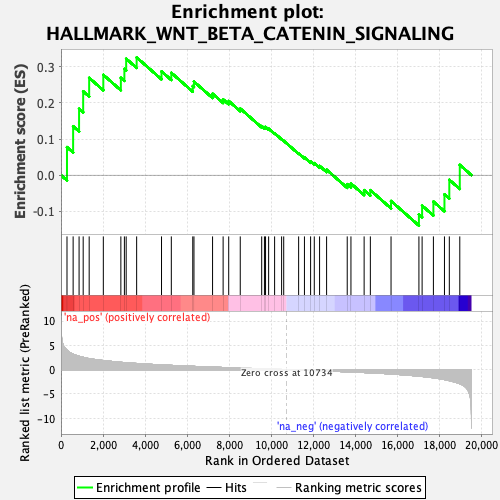 Enrichment plot:
HALLMARK_WNT_BETA_CATENIN_SIGNALING
Enrichment score (ES)
0.3
0.2
0.1
0.0
-0.1
Ranked list metric (PreRanked)
'na_pos' (positively correlated)
10
5
0
-5
-10
Zero cross at 10734
'na_neg' (negatively correlated)
0 2,000 4,000 6,000 8,000 10,000 12,000 14,000 16,000 18,000 20,000
Rank in Ordered Dataset
Enrichment profile Hits Ranking metric scores